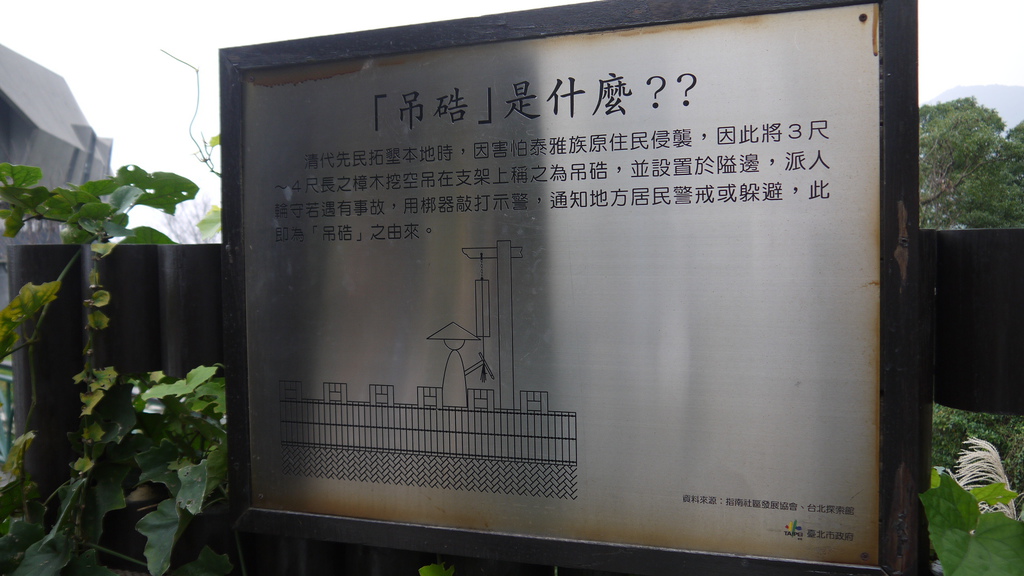 「吊硞」是什麼??
清代先民拓墾本地時，因害怕泰雅族原住民侵襲，因此將3尺
～4尺長之樟木挖空吊在支架上稱之為吊硞，並設置於隘邊，派人
輪守若遇有事故，用梆器敲打示警，通知地方居民警戒或躲避，此
即為「吊硞」之由來。
資料來源：指南社區發展協會、台北探索館
TAIPEI 臺北市政府